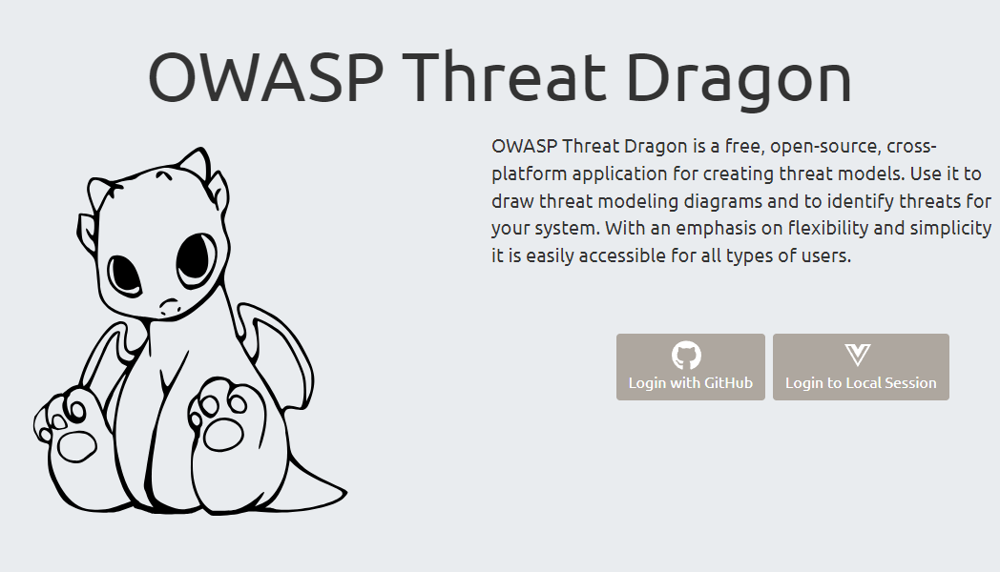 OWASP Threat Dragon
OWASP Threat Dragon is a free, open-source, cross-
platform application for creating threat models. Use it to
draw threat modeling diagrams and to identify threats for
your system. With an emphasis on flexibility and simplicity
it is easily accessible for all types of users.
Login with GitHub
Login to Local Session